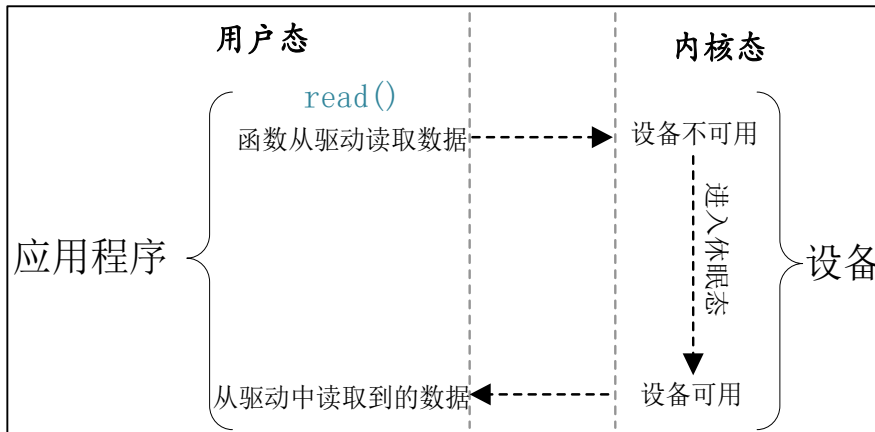 用户态
内核态
read()
函数从驱动读取数据
设备不可用
进入休眠态
应用程序
设备
从驱动中读取到的数据
设备可用